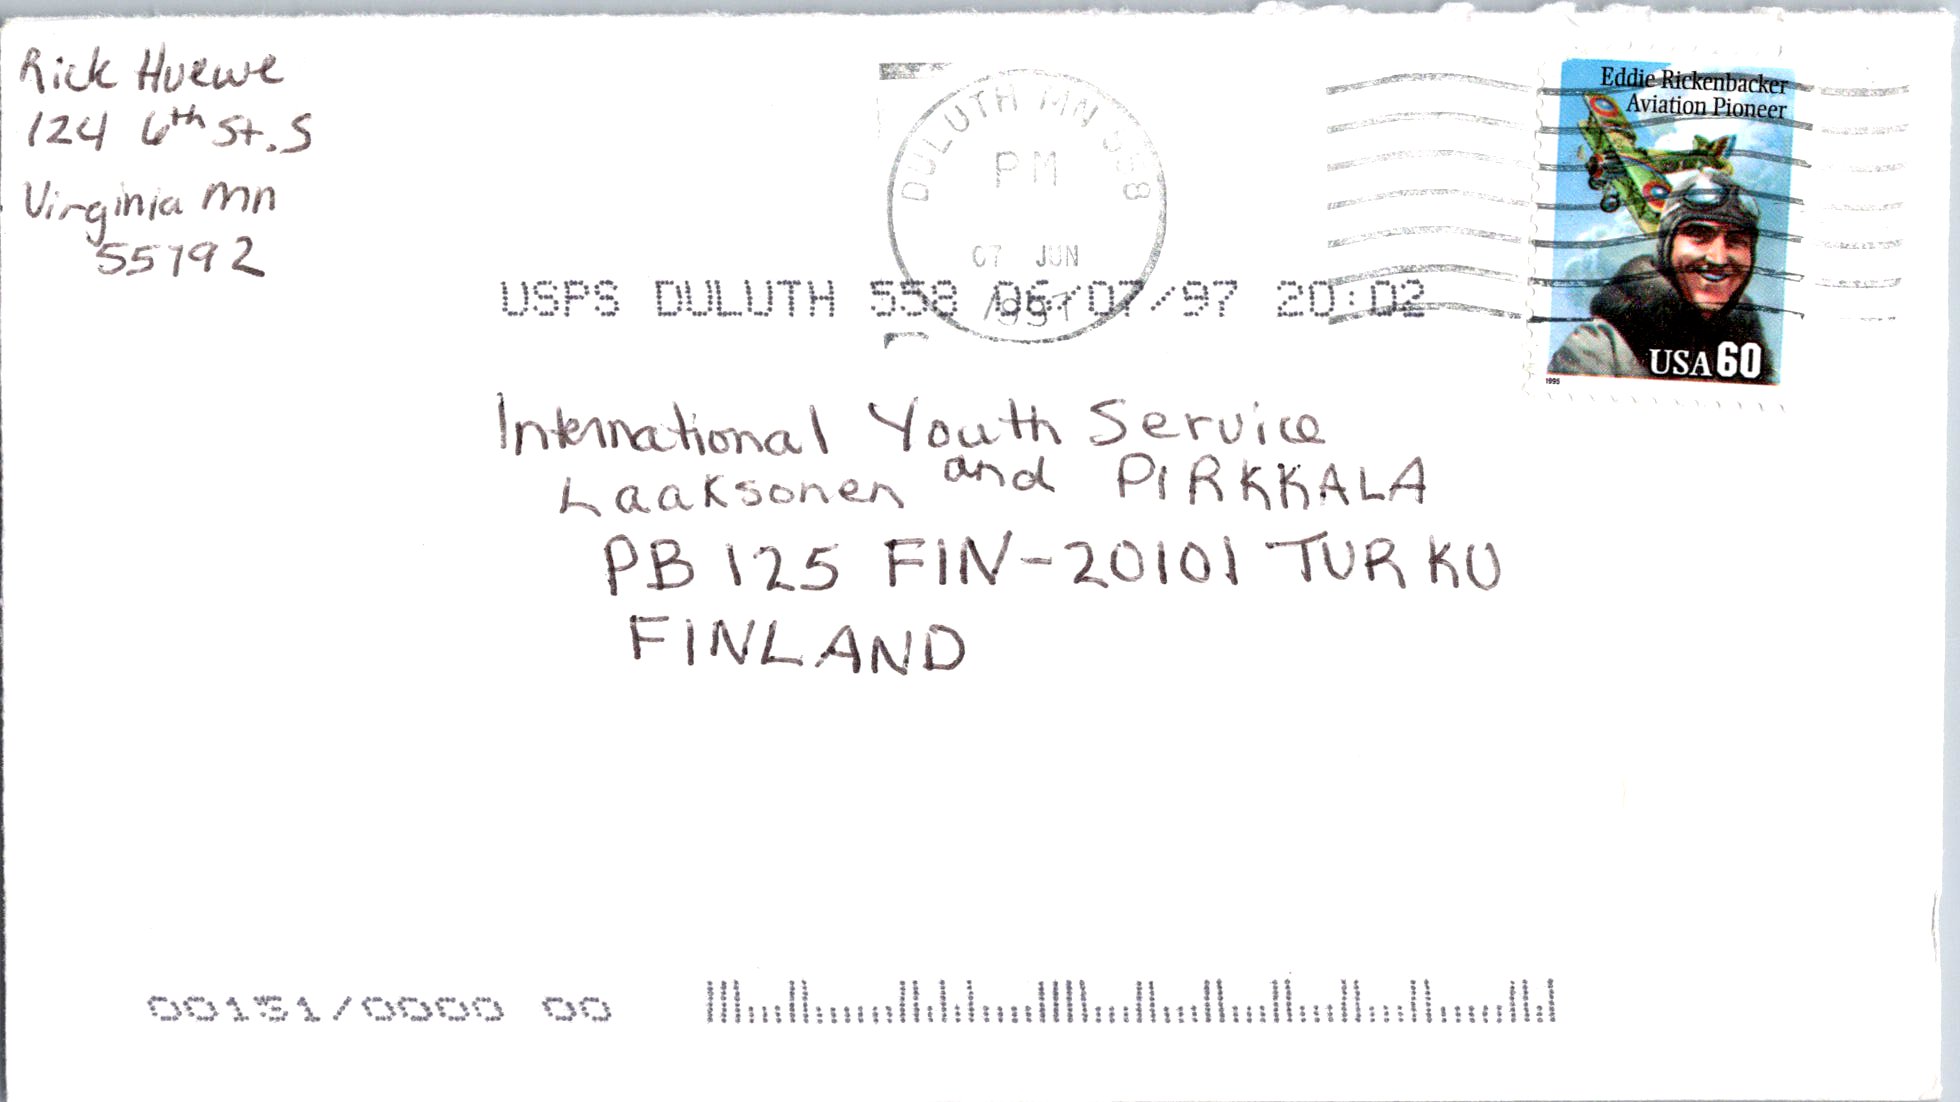 Rick Huewe
124 6th St. S
Virginia MN
55792
DULUTH MN 558
PM
07 JUN
1997
USPS DULUTH 558 06/07/97 20:02
Eddie Rickenbacker
Aviation Pioneer
USA 60
1995
International Youth Service
Laaksonen and PIRKKALA
PB 125 FIN-20101 TURKU
FINLAND
00151/0000 00